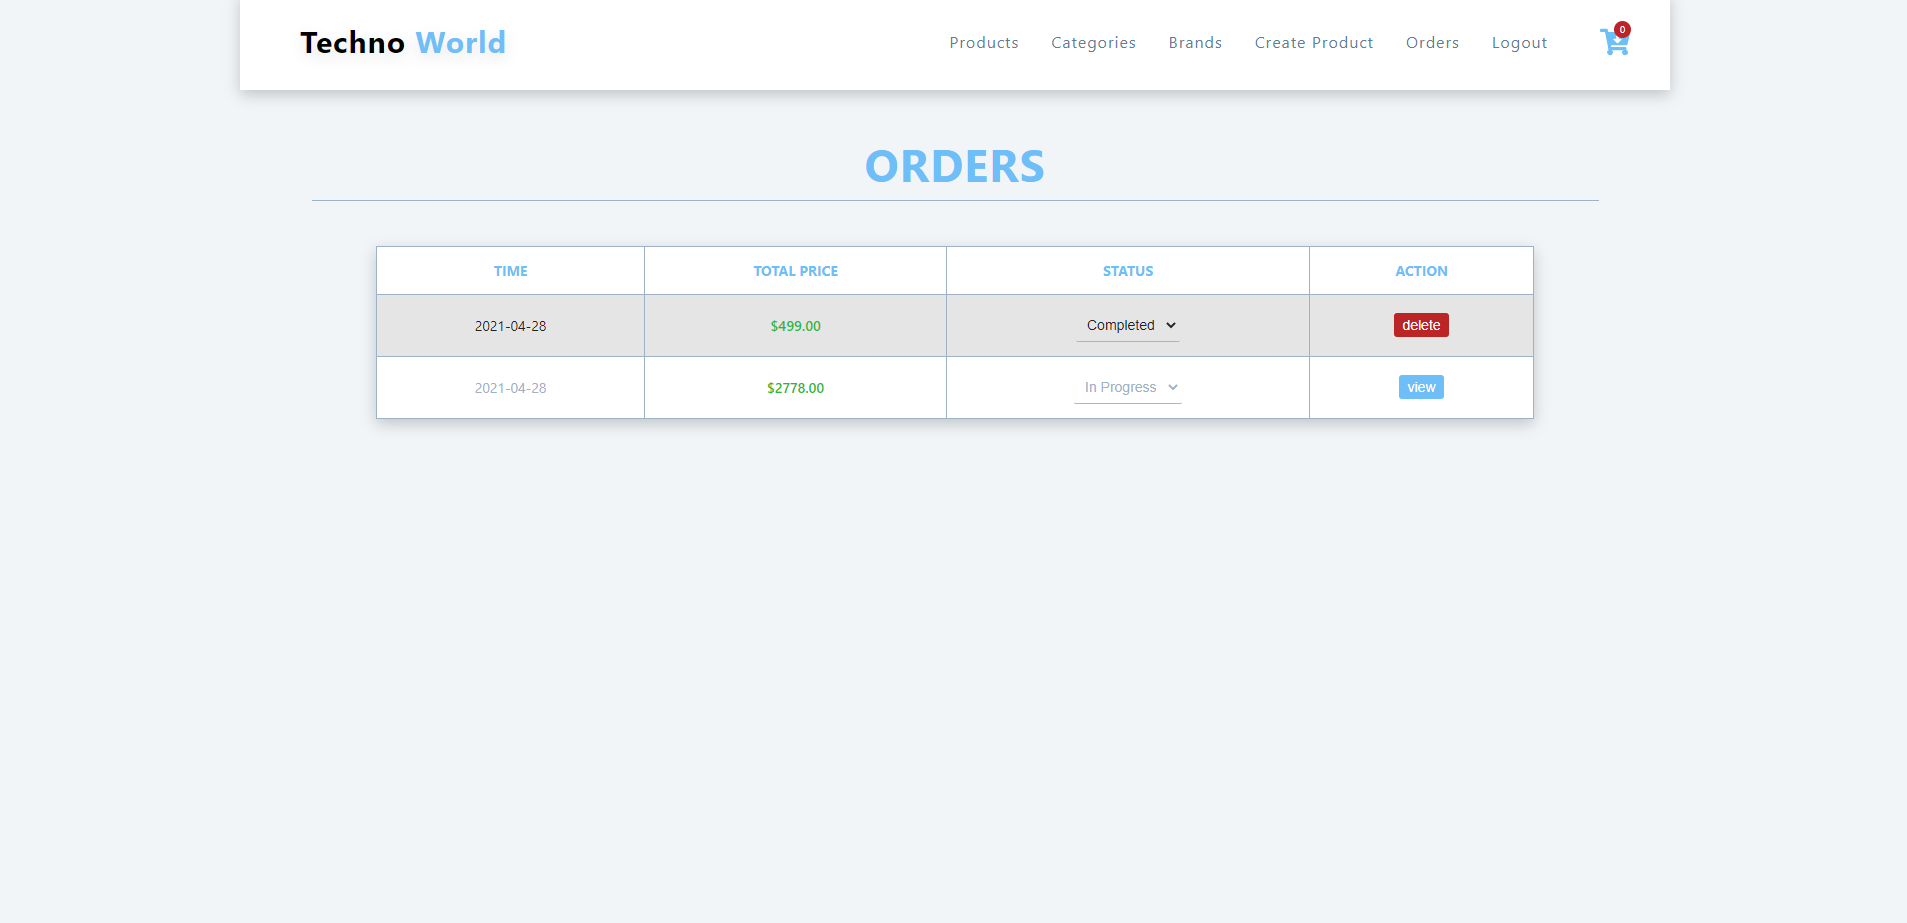 Techno World
Products Categories Brands Create Product Orders Logout 0
ORDERS
TIME TOTAL PRICE STATUS ACTION
2021-04-28 $499.00 Completed delete
2021-04-28 $2778.00 In Progress view